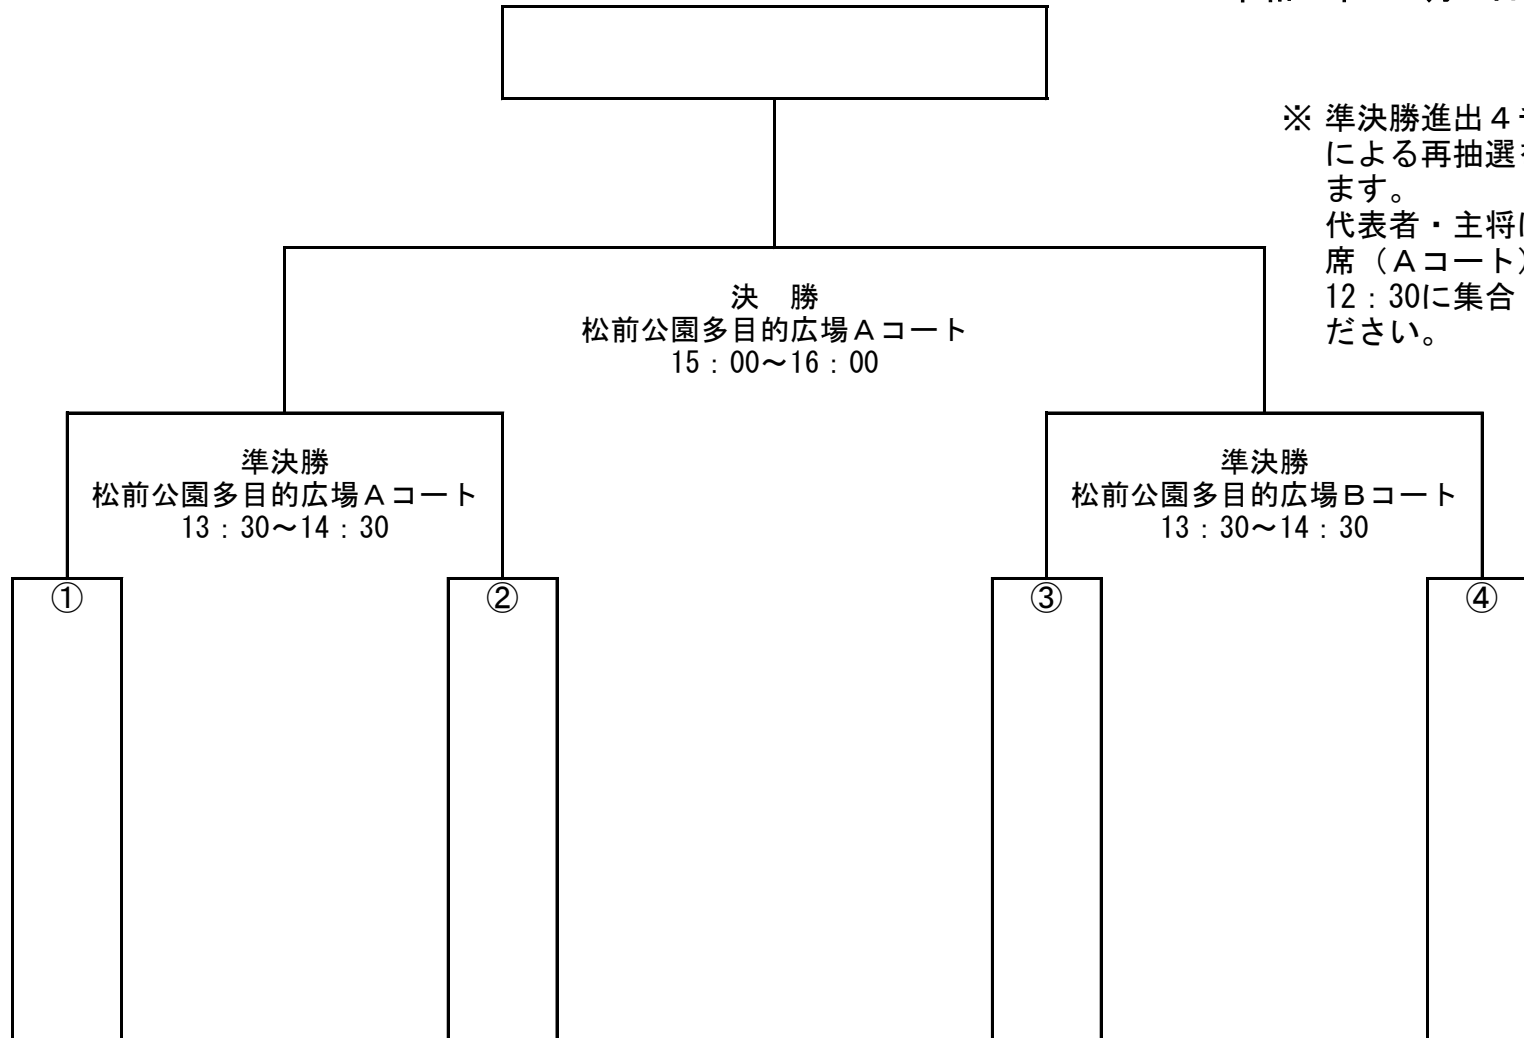 ※ 準決勝進出４
による再抽選
ます。
代表者・主将
席（Ａコート）
12：30に集合
ださい。
決　勝
松前公園多目的広場Ａコート
15：00～16：00
準決勝
松前公園多目的広場Ａコート
13：30～14：30
準決勝
松前公園多目的広場Ｂコート
13：30～14：30
①
②
③
④